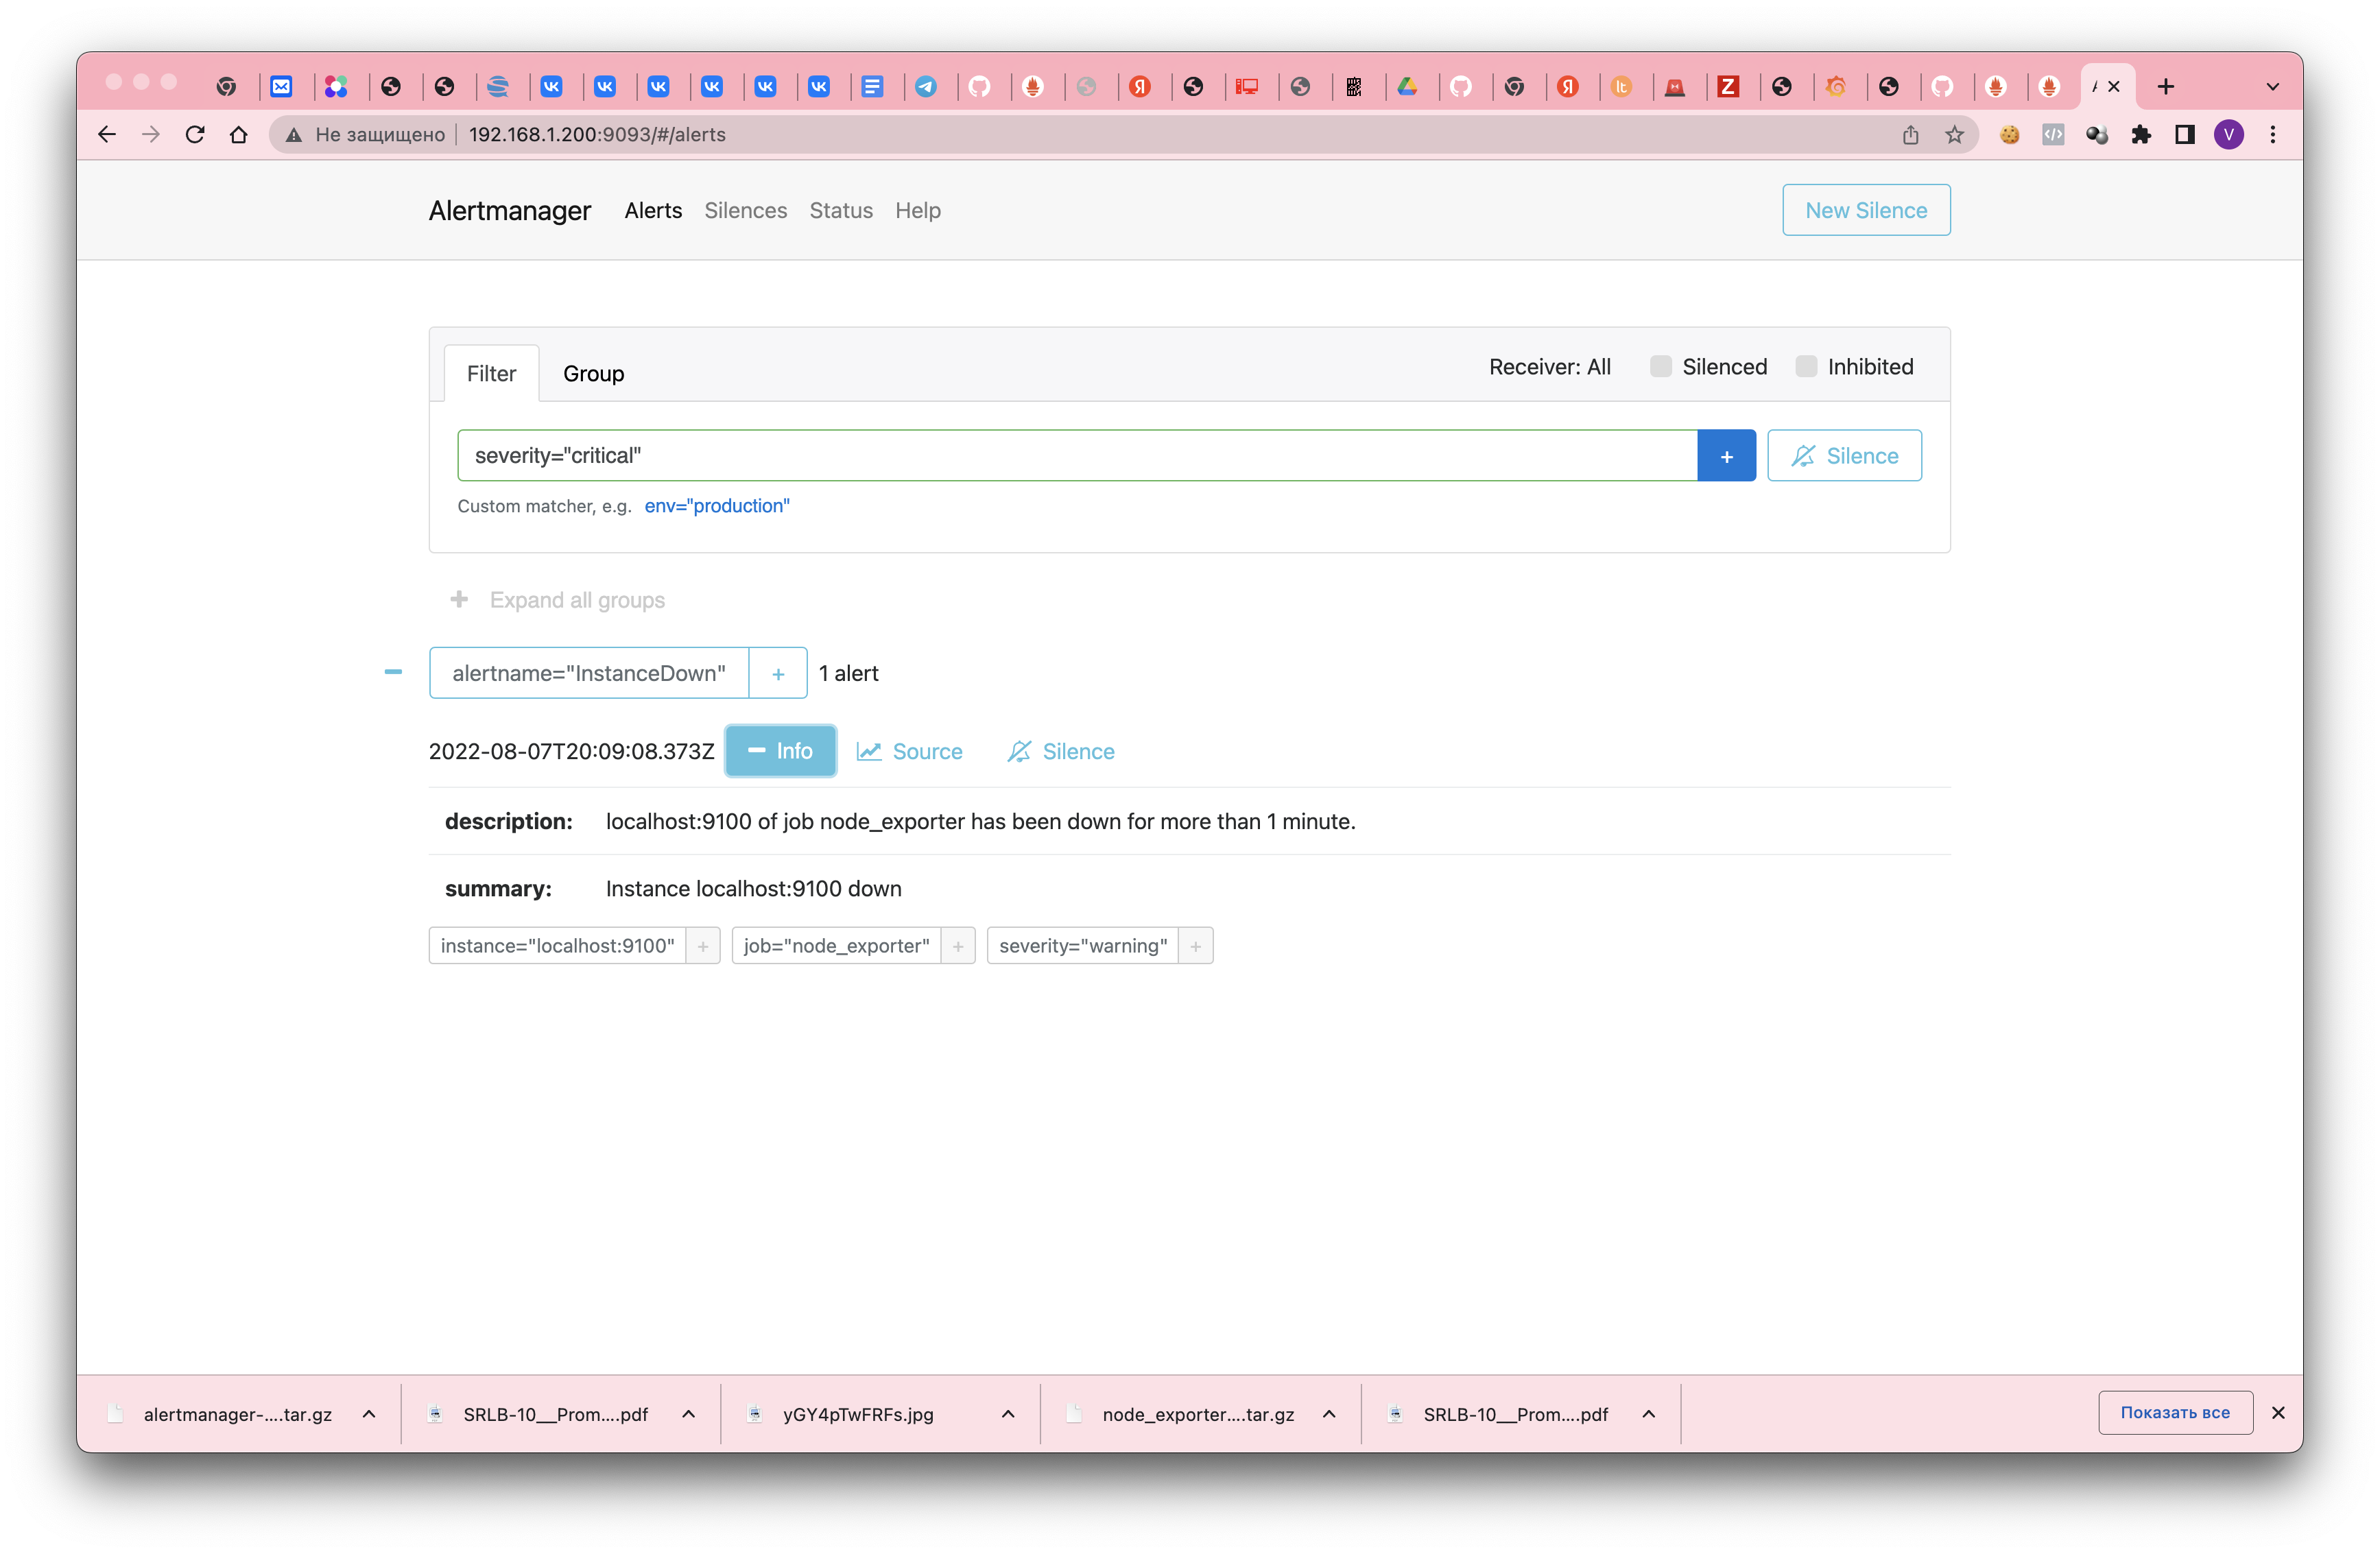 Не защищено 192.168.1.200:9093/#/alerts
Alertmanager Alerts Silences Status Help New Silence
Filter Group Receiver: All Silenced Inhibited
severity="critical" + Silence
Custom matcher, e.g. env="production"
+ Expand all groups
alertname="InstanceDown" + 1 alert
2022-08-07T20:09:08.373Z Info Source Silence
description: localhost:9100 of job node_exporter has been down for more than 1 minute.
summary: Instance localhost:9100 down
instance="localhost:9100" + job="node_exporter" + severity="warning" +
alertmanager-....tar.gz SRLB-10__Prom....pdf yGY4pTwFRFs.jpg node_exporter....tar.gz SRLB-10__Prom....pdf Показать все